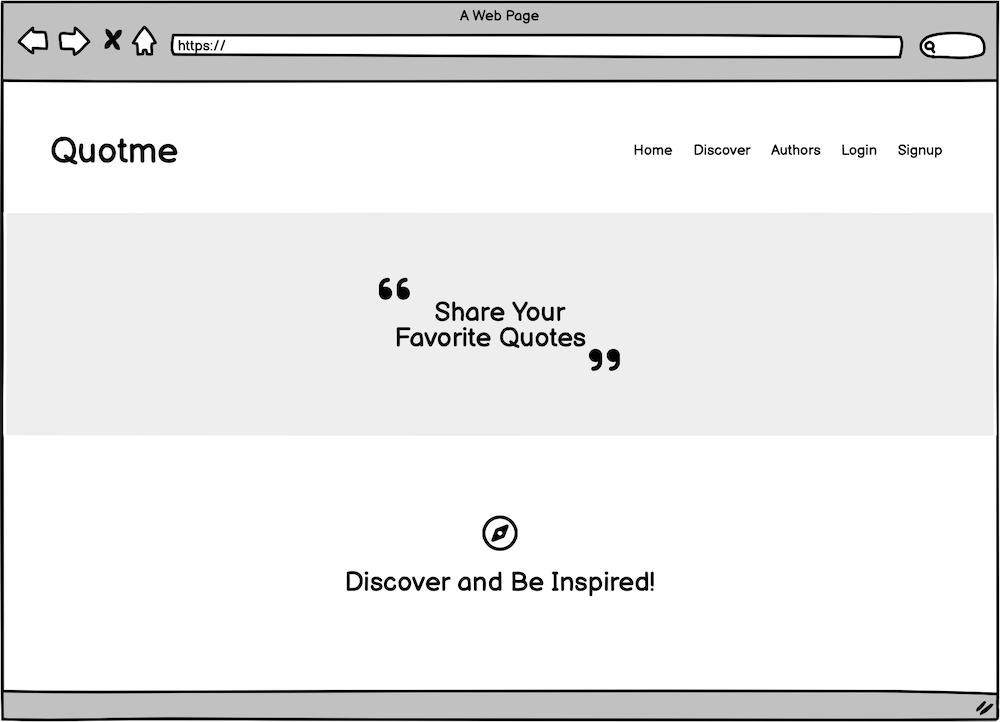 A Web Page
https://
Quotme
Home Discover Authors Login Signup
“ Share Your
Favorite Quotes ”
Discover and Be Inspired!